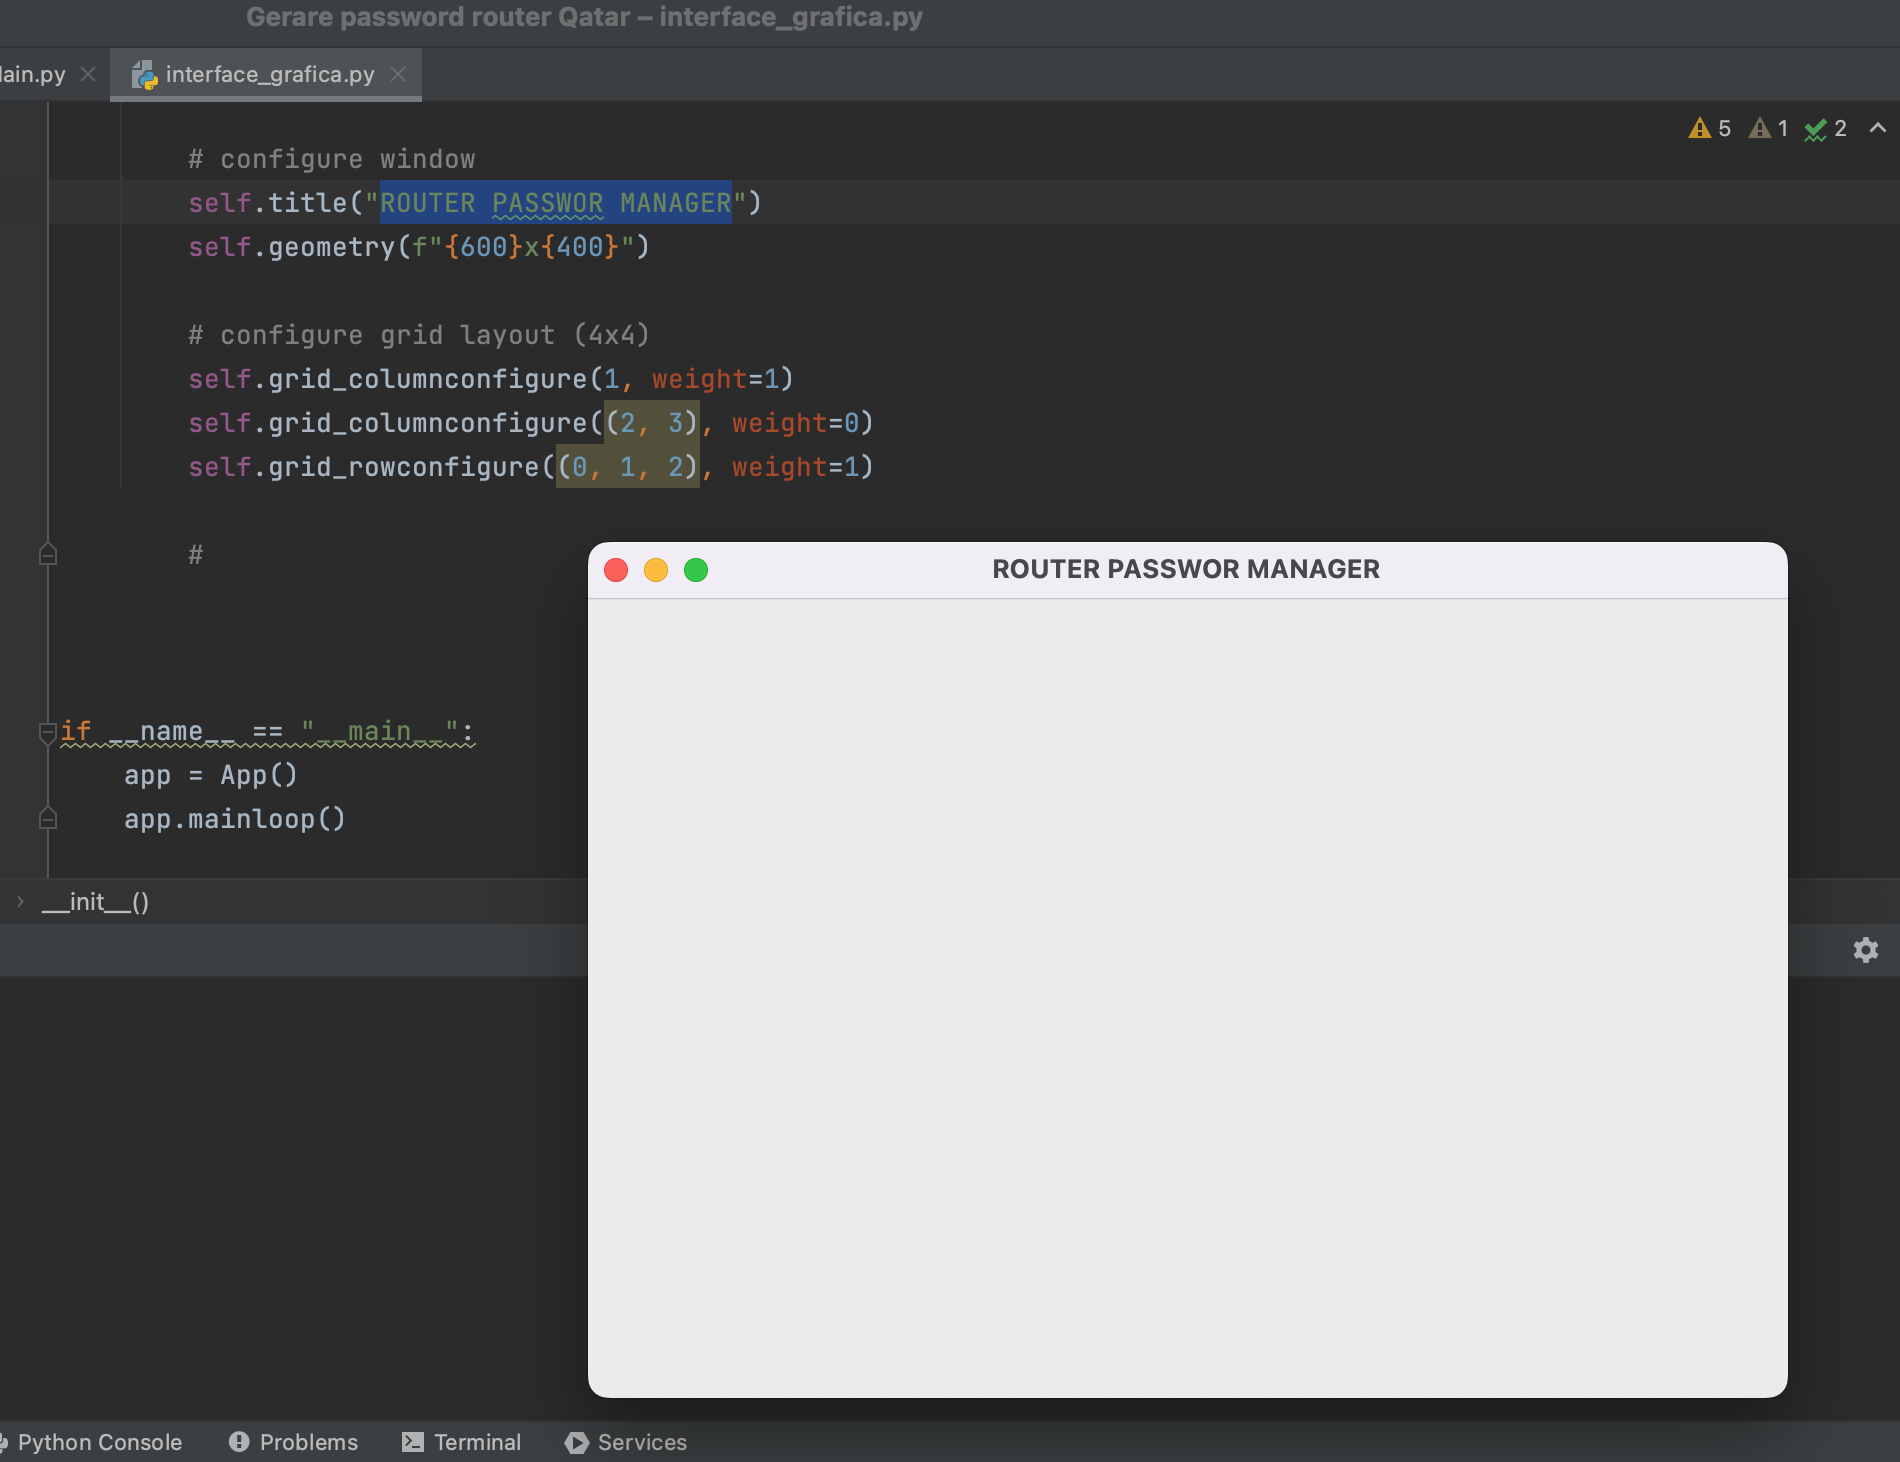 Gerare password router Qatar – interface_grafica.py
ain.py interface_grafica.py
5 1 2
# configure window
self.title("ROUTER PASSWOR MANAGER")
self.geometry(f"{600}x{400}")
# configure grid layout (4x4)
self.grid_columnconfigure(1, weight=1)
self.grid_columnconfigure((2, 3), weight=0)
self.grid_rowconfigure((0, 1, 2), weight=1)
#
ROUTER PASSWOR MANAGER
if __name__ == "__main__":
app = App()
app.mainloop()
__init__()
Python Console Problems Terminal Services